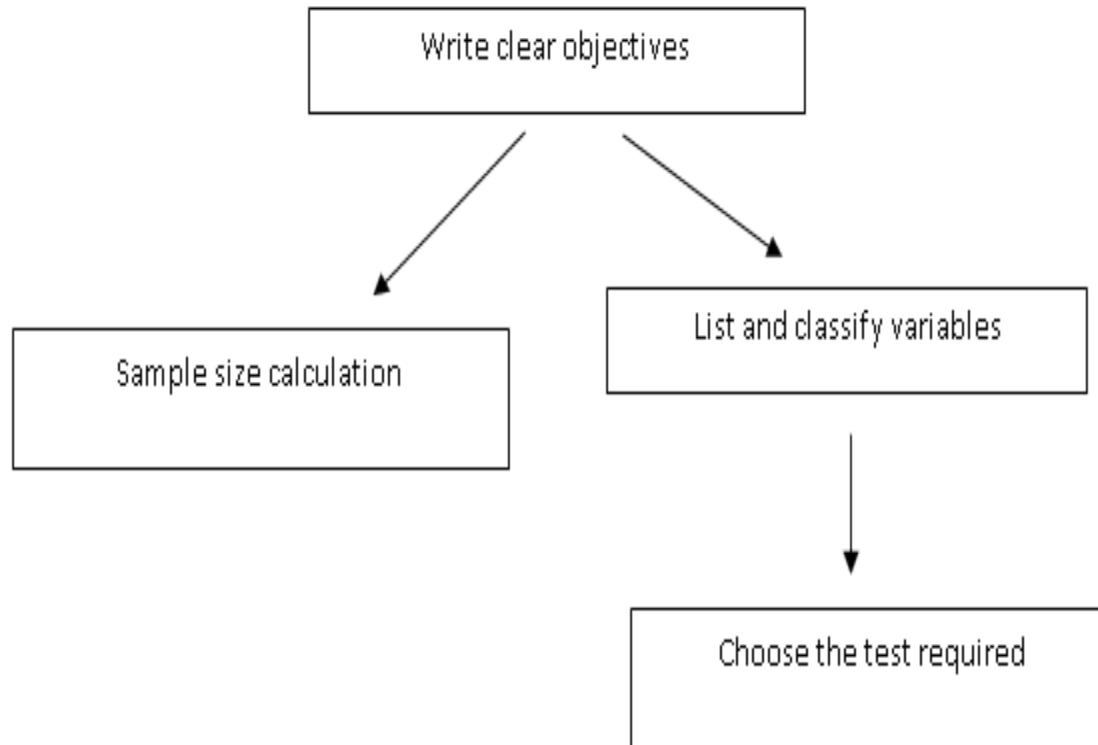 Write clear objectives
Sample size calculation
List and classify variables
Choose the test required